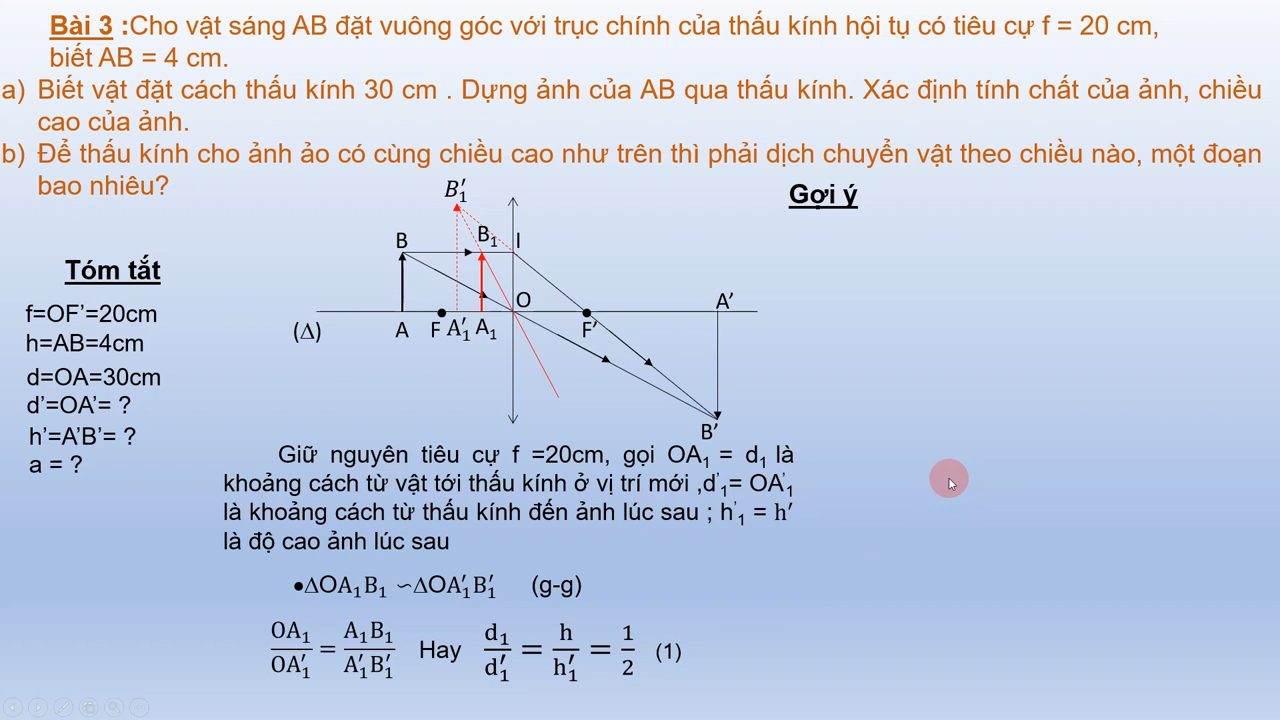 Bài 3 :Cho vật sáng AB đặt vuông góc với trục chính của thấu kính hội tụ có tiêu cự f = 20 cm,
biết AB = 4 cm.
a) Biết vật đặt cách thấu kính 30 cm . Dựng ảnh của AB qua thấu kính. Xác định tính chất của ảnh, chiều
cao của ảnh.
b) Để thấu kính cho ảnh ảo có cùng chiều cao như trên thì phải dịch chuyển vật theo chiều nào, một đoạn
bao nhiêu?
Gợi ý
Tóm tắt
f=OF’=20cm
h=AB=4cm
d=OA=30cm
d’=OA’= ?
h’=A’B’= ?
a = ?
B′₁
B
B₁
I
O
A’
(Δ)
A
F
A′₁
A₁
F’
B’
Giữ nguyên tiêu cự f =20cm, gọi OA₁ = d₁ là
khoảng cách từ vật tới thấu kính ở vị trí mới ,d’₁= OA’₁
là khoảng cách từ thấu kính đến ảnh lúc sau ; h’₁ = h′
là độ cao ảnh lúc sau
•ΔOA₁B₁ ∽ΔOA′₁B′₁ (g-g)
OA₁/OA′₁ = A₁B₁/A′₁B′₁ Hay d₁/d′₁ = h/h′₁ = 1/2 (1)